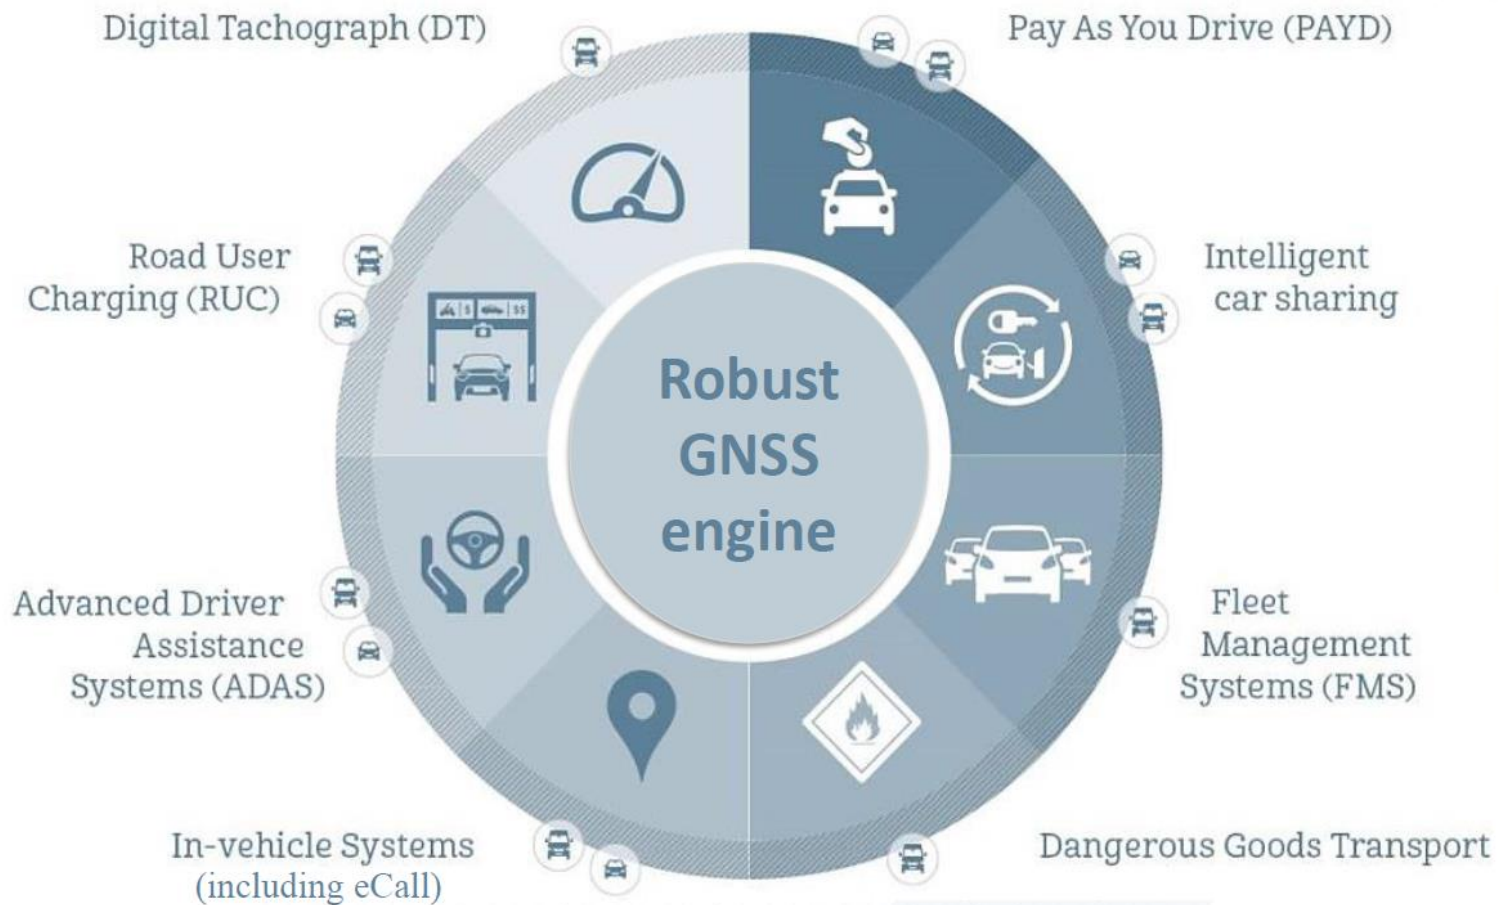 Digital Tachograph (DT)
Pay As You Drive (PAYD)
Road User
Charging (RUC)
$
$$
Intelligent
car sharing
Robust
GNSS
engine
Advanced Driver
Assistance
Systems (ADAS)
Fleet
Management
Systems (FMS)
In-vehicle Systems
(including eCall)
Dangerous Goods Transport